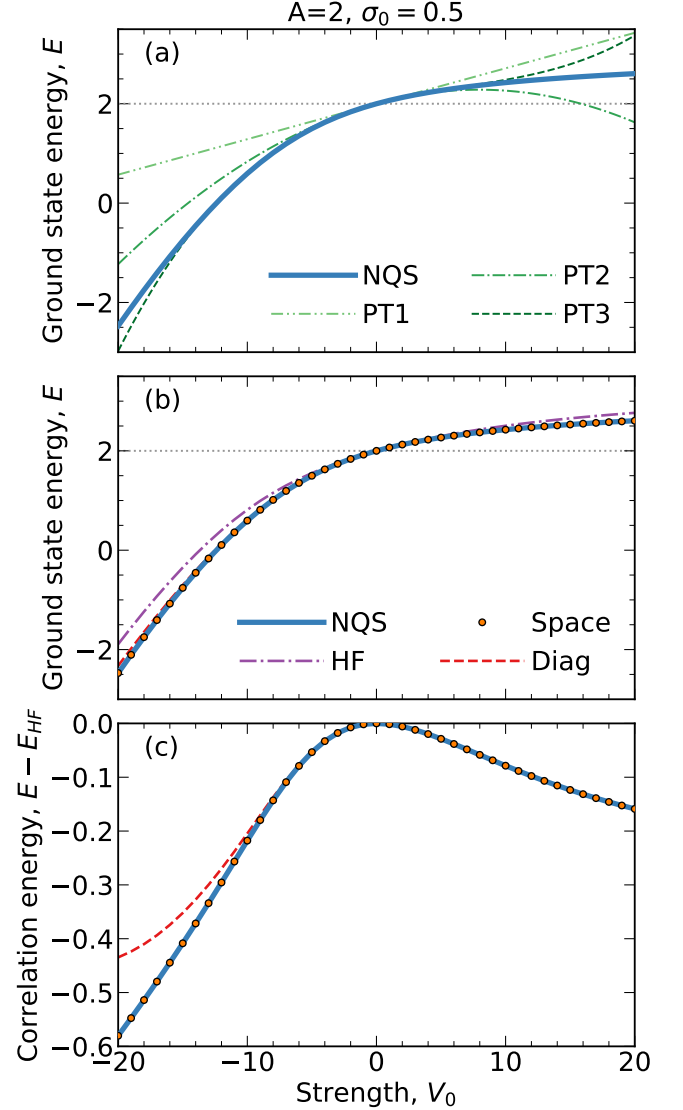 A=2, σ₀ = 0.5
(a)
Ground state energy, E
2
0
−2
NQS
PT1
PT2
PT3
(b)
Ground state energy, E
2
0
−2
NQS
HF
Space
Diag
(c)
Correlation energy, E − E_HF
0.0
−0.1
−0.2
−0.3
−0.4
−0.5
−0.6
−20
−10
0
10
20
Strength, V₀